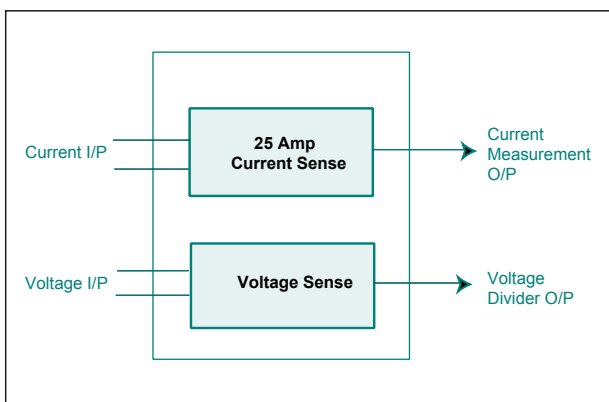 25 Amp
Current Sense
Current I/P
Current
Measurement
O/P
Voltage I/P
Voltage Sense
Voltage
Divider O/P